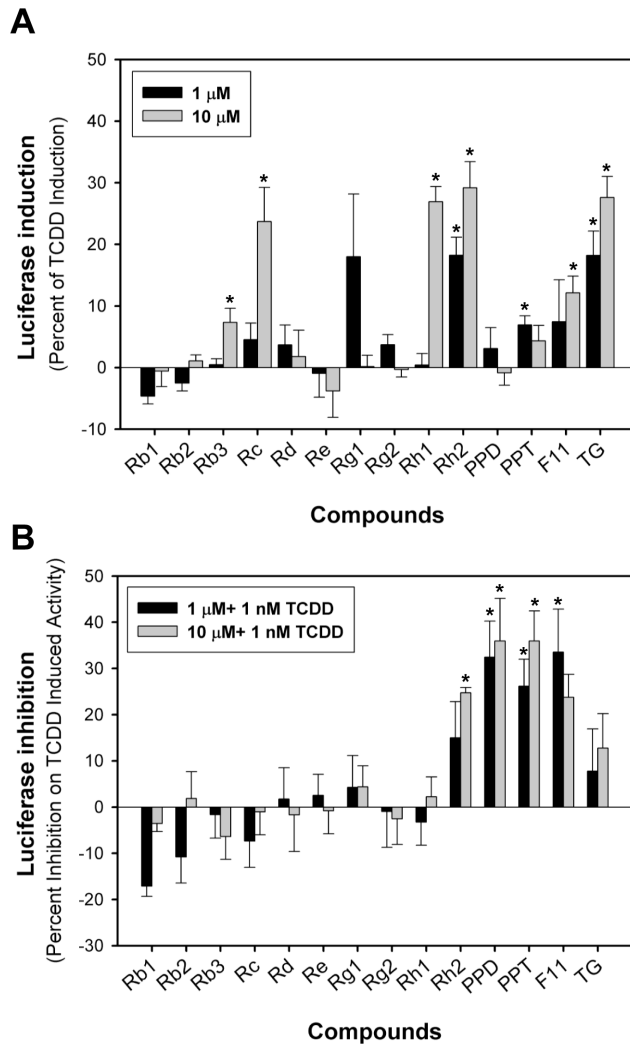 A
Luciferase induction
(Percent of TCDD Induction)
50
40
30
20
10
0
-10
1 μM
10 μM
* * * * * * * * *
Rb1 Rb2 Rb3 Rc Rd Re Rg1 Rg2 Rh1 Rh2 PPD PPT F11 TG
Compounds
B
Luciferase inhibition
(Percent Inhibition on TCDD Induced Activity)
50
40
30
20
10
0
-10
-20
-30
1 μM+ 1 nM TCDD
10 μM+ 1 nM TCDD
* * * * * *
Rb1 Rb2 Rb3 Rc Rd Re Rg1 Rg2 Rh1 Rh2 PPD PPT F11 TG
Compounds